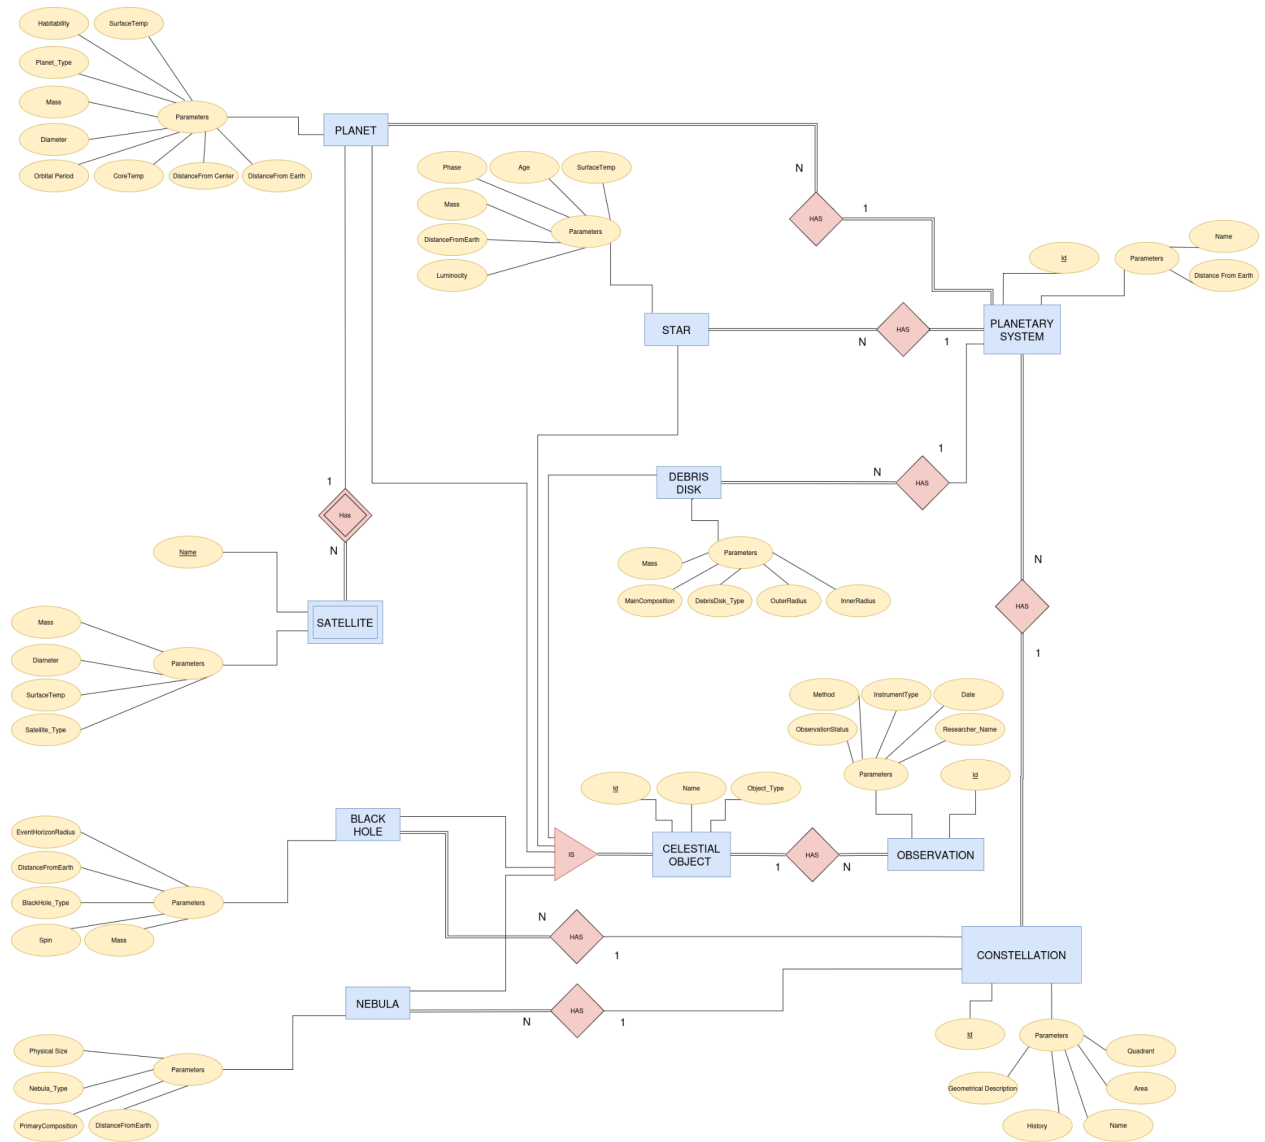 Habitability
SurfaceTemp
Planet_Type
Mass
Parameters
Diameter
Orbital Period
CoreTemp
DistanceFrom Center
DistanceFrom Earth
PLANET
Phase
Age
SurfaceTemp
Mass
Parameters
DistanceFromEarth
Luminocity
N
HAS
1
Id
Parameters
Name
Distance From Earth
STAR
N
HAS
1
PLANETARY
SYSTEM
DEBRIS
DISK
N
HAS
1
Mass
Parameters
MainComposition
DebrisDisk_Type
OuterRadius
InnerRadius
1
Has
N
Name
SATELLITE
Mass
Diameter
Parameters
SurfaceTemp
Satellite_Type
N
HAS
1
Method
InstrumentType
Date
ObservationStatus
Researcher_Name
Parameters
Id
Id
Name
Object_Type
BLACK
HOLE
IS
CELESTIAL
OBJECT
1
HAS
N
OBSERVATION
EventHorizonRadius
DistanceFromEarth
BlackHole_Type
Parameters
Spin
Mass
N
HAS
1
CONSTELLATION
NEBULA
N
HAS
1
Id
Parameters
Quadrant
Geometrical Description
Area
History
Name
Physical Size
Parameters
Nebula_Type
PrimaryComposition
DistanceFromEarth